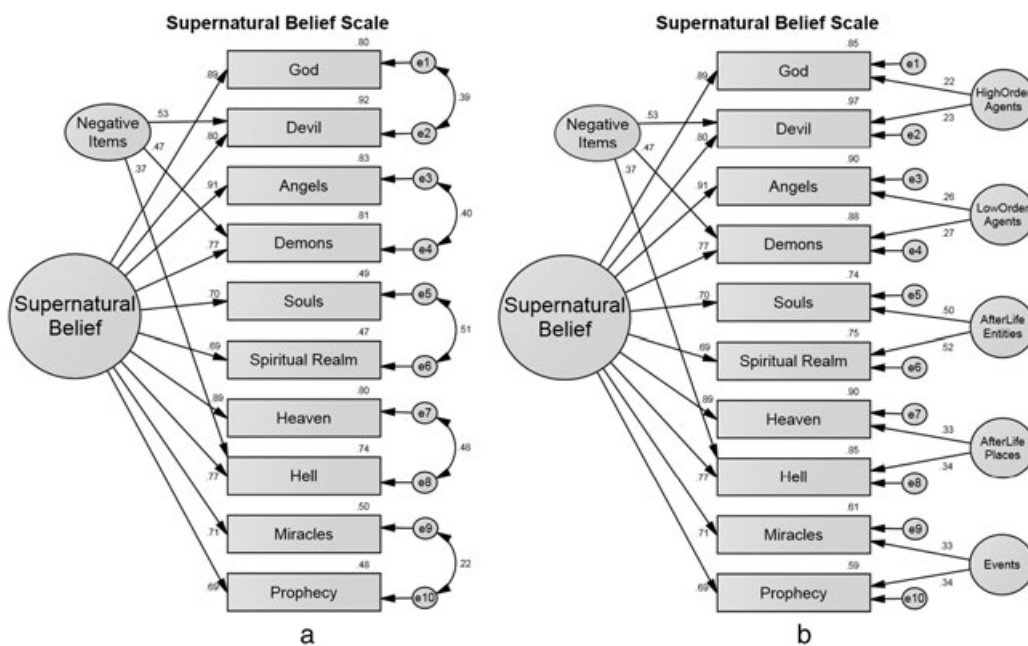 Supernatural Belief Scale
.80
God
e1
.89
.39
Negative
Items
.53
.92
Devil
e2
.80
.47
.37
.83
Angels
e3
.91
.40
.81
Demons
e4
.77
Supernatural
Belief
.49
Souls
e5
.70
.51
.47
Spiritual Realm
e6
.69
.80
Heaven
e7
.89
.48
.74
Hell
e8
.77
.50
Miracles
e9
.71
.22
.48
Prophecy
e10
.69
a
Supernatural Belief Scale
.85
God
e1
.89
.22
HighOrder
Agents
.23
Negative
Items
.53
.97
Devil
e2
.80
.47
.37
.90
Angels
e3
.91
.26
LowOrder
Agents
.27
.88
Demons
e4
.77
Supernatural
Belief
.74
Souls
e5
.70
.50
AfterLife
Entities
.52
.75
Spiritual Realm
e6
.69
.90
Heaven
e7
.89
.33
AfterLife
Places
.34
.85
Hell
e8
.77
.61
Miracles
e9
.71
.33
Events
.34
.59
Prophecy
e10
.69
b